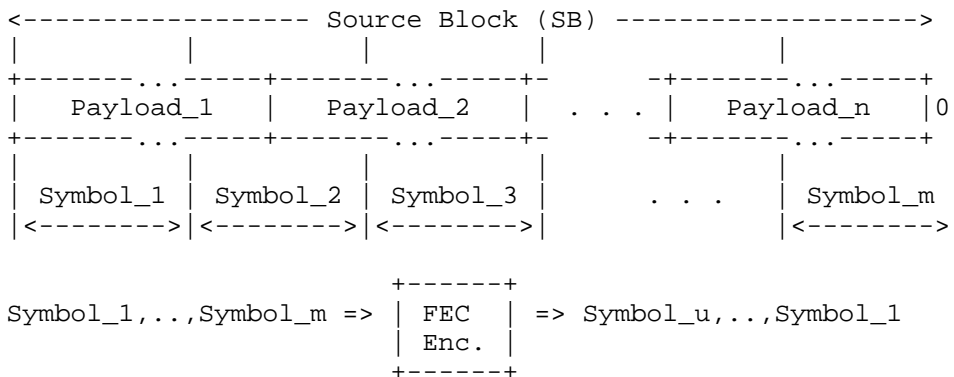 <------------------ Source Block (SB) ------------------>
|          |          |          |              |
+-------...-----+-------...-----+-      -+-------...-----+
|   Payload_1   |   Payload_2   |  . . . |   Payload_n   |0
+-------...-----+-------...-----+-      -+-------...-----+
|          |          |          |              |
| Symbol_1 | Symbol_2 | Symbol_3 |      . . .   | Symbol_m
|<-------->|<-------->|<-------->|              |<-------->
+------+
Symbol_1,..,Symbol_m => | FEC  | => Symbol_u,..,Symbol_1
| Enc. |
+------+